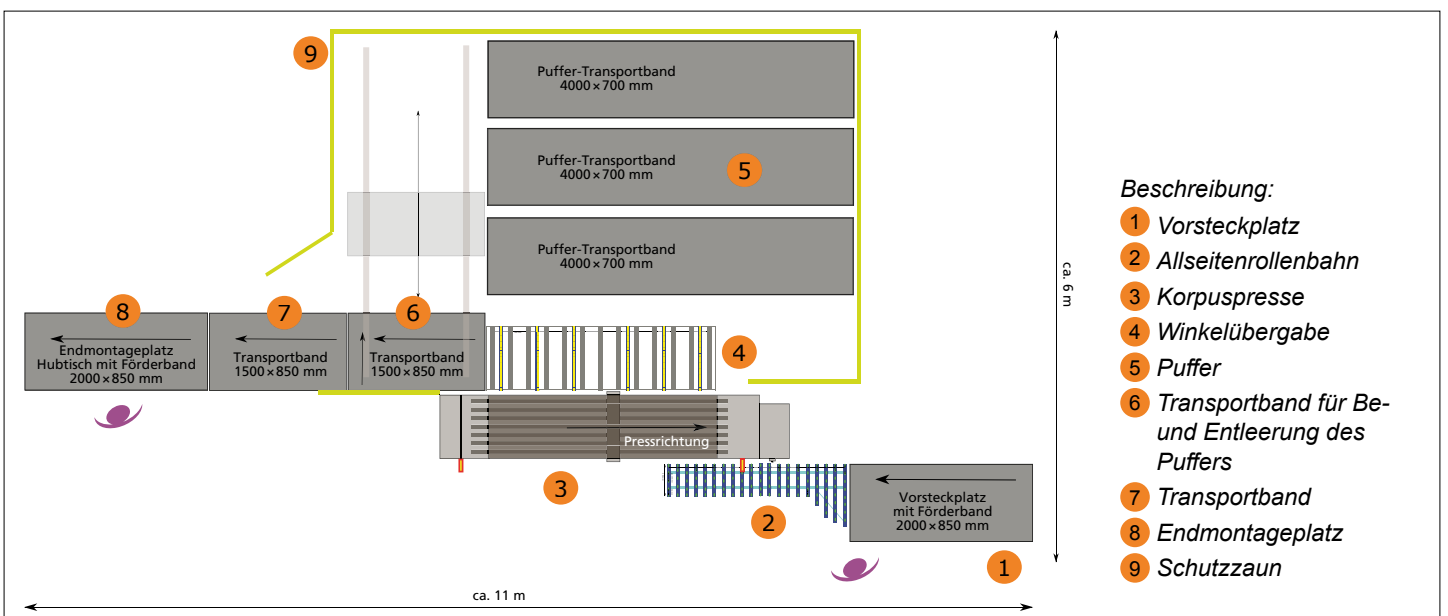 9
Puffer-Transportband
4000 × 700 mm
Puffer-Transportband
4000 × 700 mm
5
Puffer-Transportband
4000 × 700 mm
ca. 6 m
8
Endmontageplatz
Hubtisch mit Förderband
2000 × 850 mm
7
Transportband
1500 × 850 mm
6
Transportband
1500 × 850 mm
4
Pressrichtung
3
2
Vorsteckplatz
mit Förderband
2000 × 850 mm
1
ca. 11 m
Beschreibung:
1 Vorsteckplatz
2 Allseitenrollenbahn
3 Korpuspresse
4 Winkelübergabe
5 Puffer
6 Transportband für Be-
und Entleerung des
Puffers
7 Transportband
8 Endmontageplatz
9 Schutzzaun